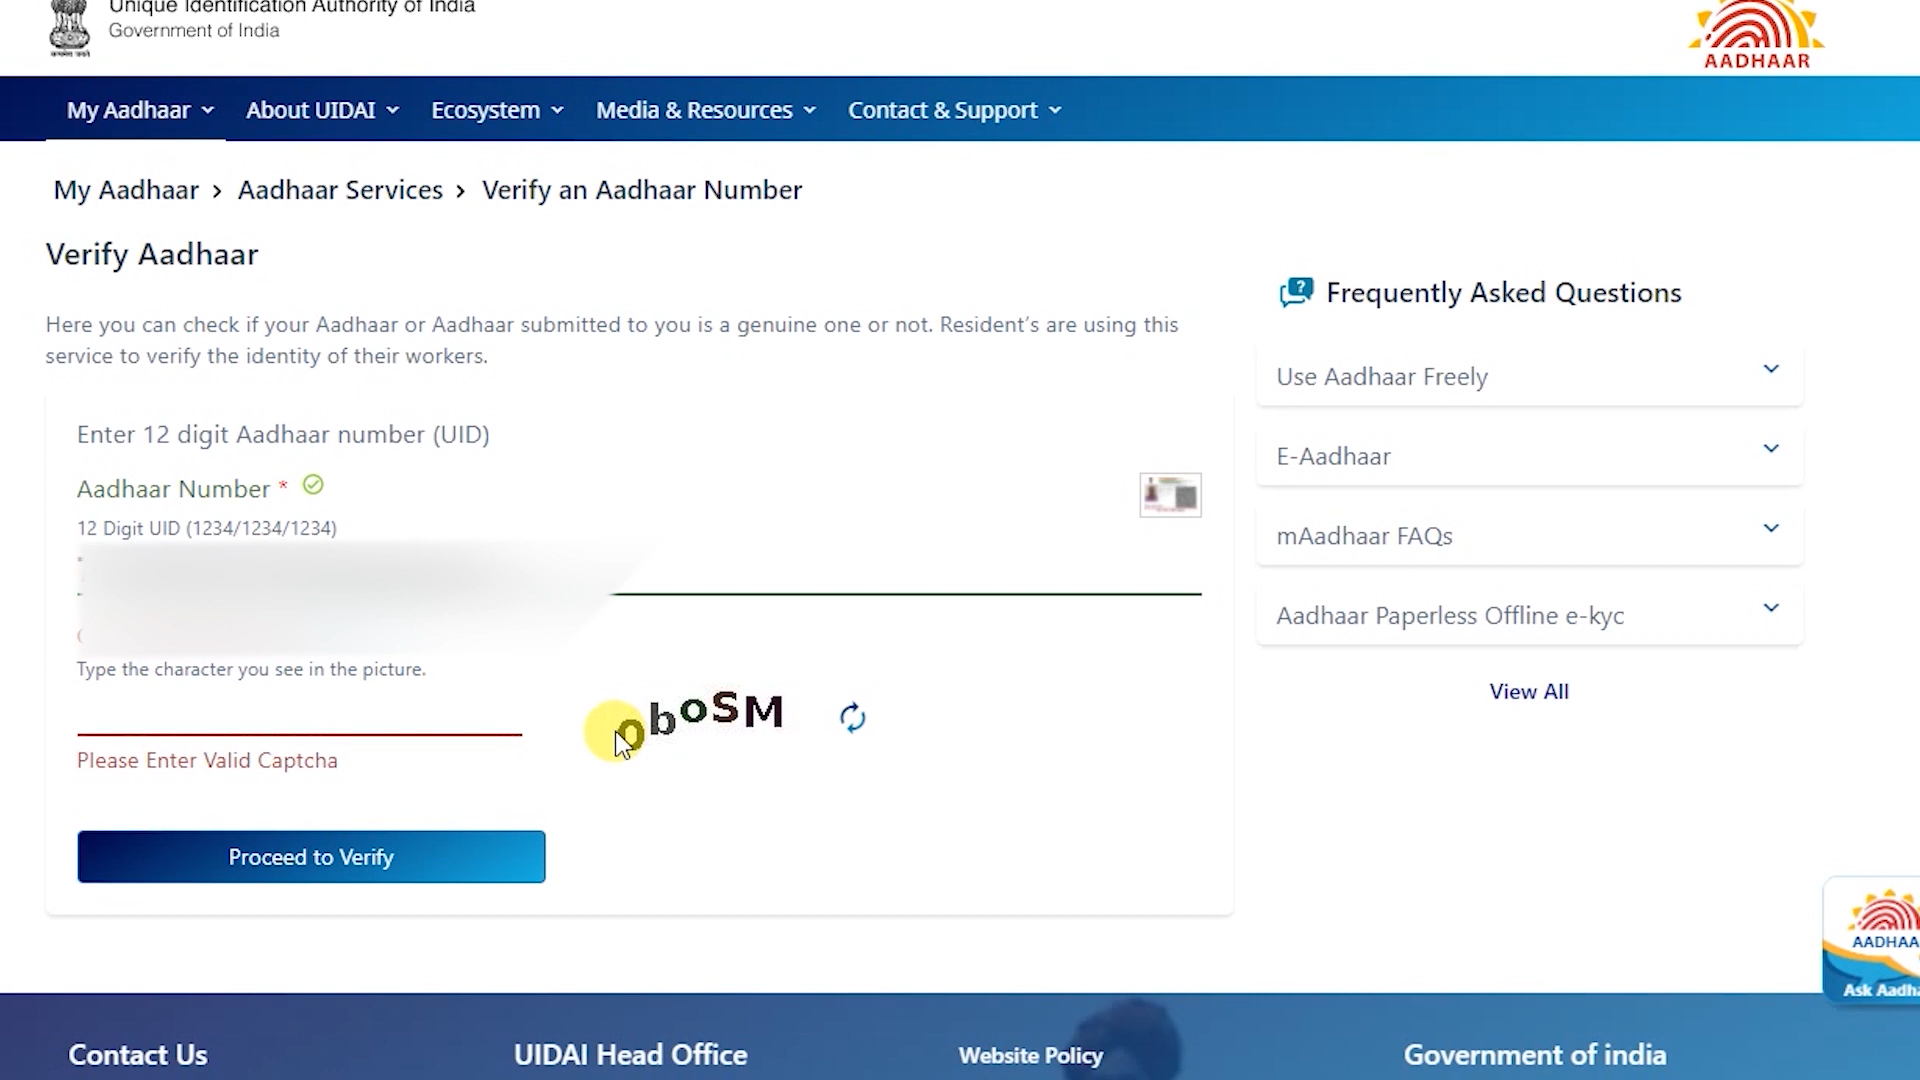 Unique Identification Authority of India
Government of India
AADHAAR
My Aadhaar
About UIDAI
Ecosystem
Media & Resources
Contact & Support
My Aadhaar > Aadhaar Services > Verify an Aadhaar Number
Verify Aadhaar
Here you can check if your Aadhaar or Aadhaar submitted to you is a genuine one or not. Resident's are using this
service to verify the identity of their workers.
Enter 12 digit Aadhaar number (UID)
Aadhaar Number *
12 Digit UID (1234/1234/1234)
Type the character you see in the picture.
oboSM
Please Enter Valid Captcha
Proceed to Verify
Frequently Asked Questions
Use Aadhaar Freely
E-Aadhaar
mAadhaar FAQs
Aadhaar Paperless Offline e-kyc
View All
AADHAA
Ask Aadha
Contact Us
UIDAI Head Office
Website Policy
Government of india